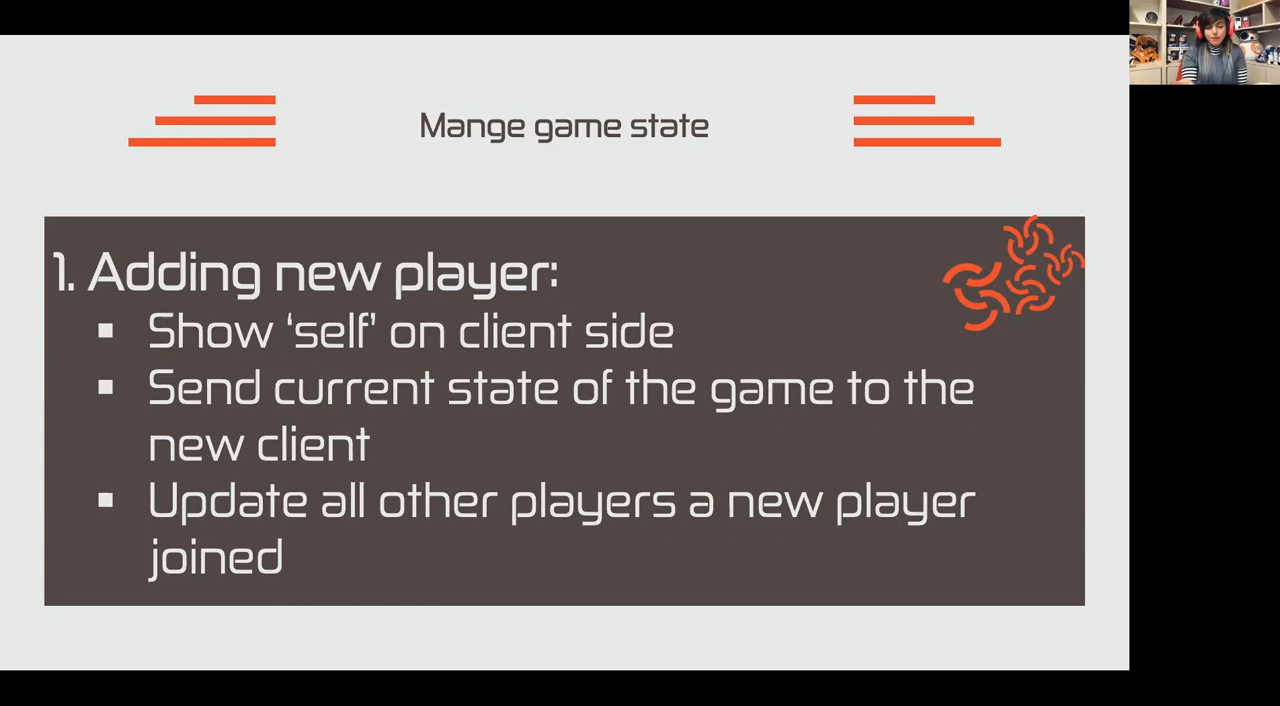 Mange game state
1. Adding new player:
▪ Show ‘self’ on client side
▪ Send current state of the game to the
new client
▪ Update all other players a new player
joined